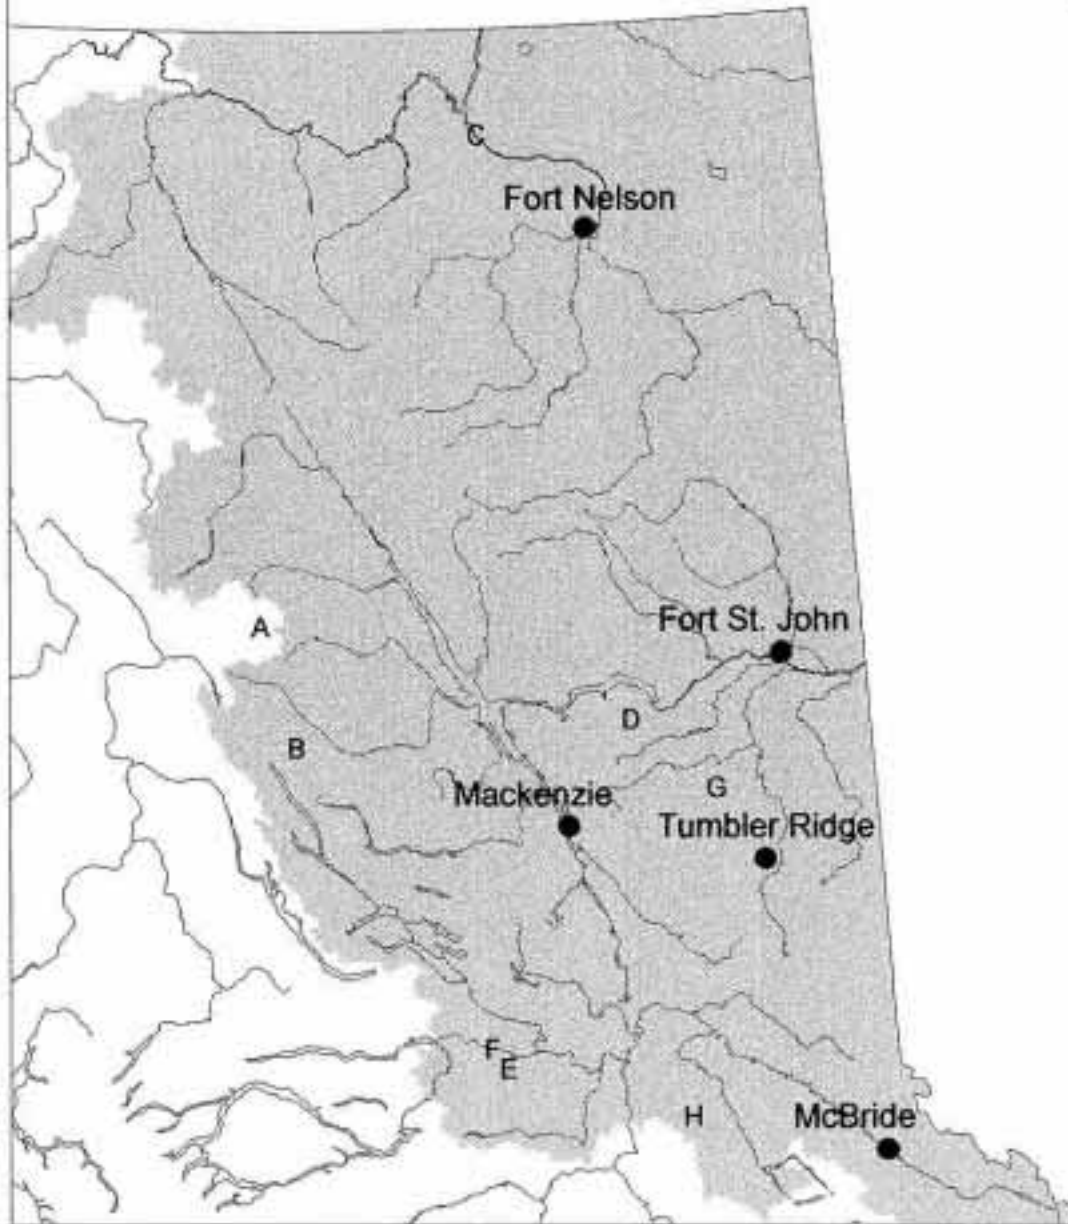 C
Fort Nelson
A
Fort St. John
D
B
Mackenzie
G
Tumbler Ridge
F
E
H
McBride